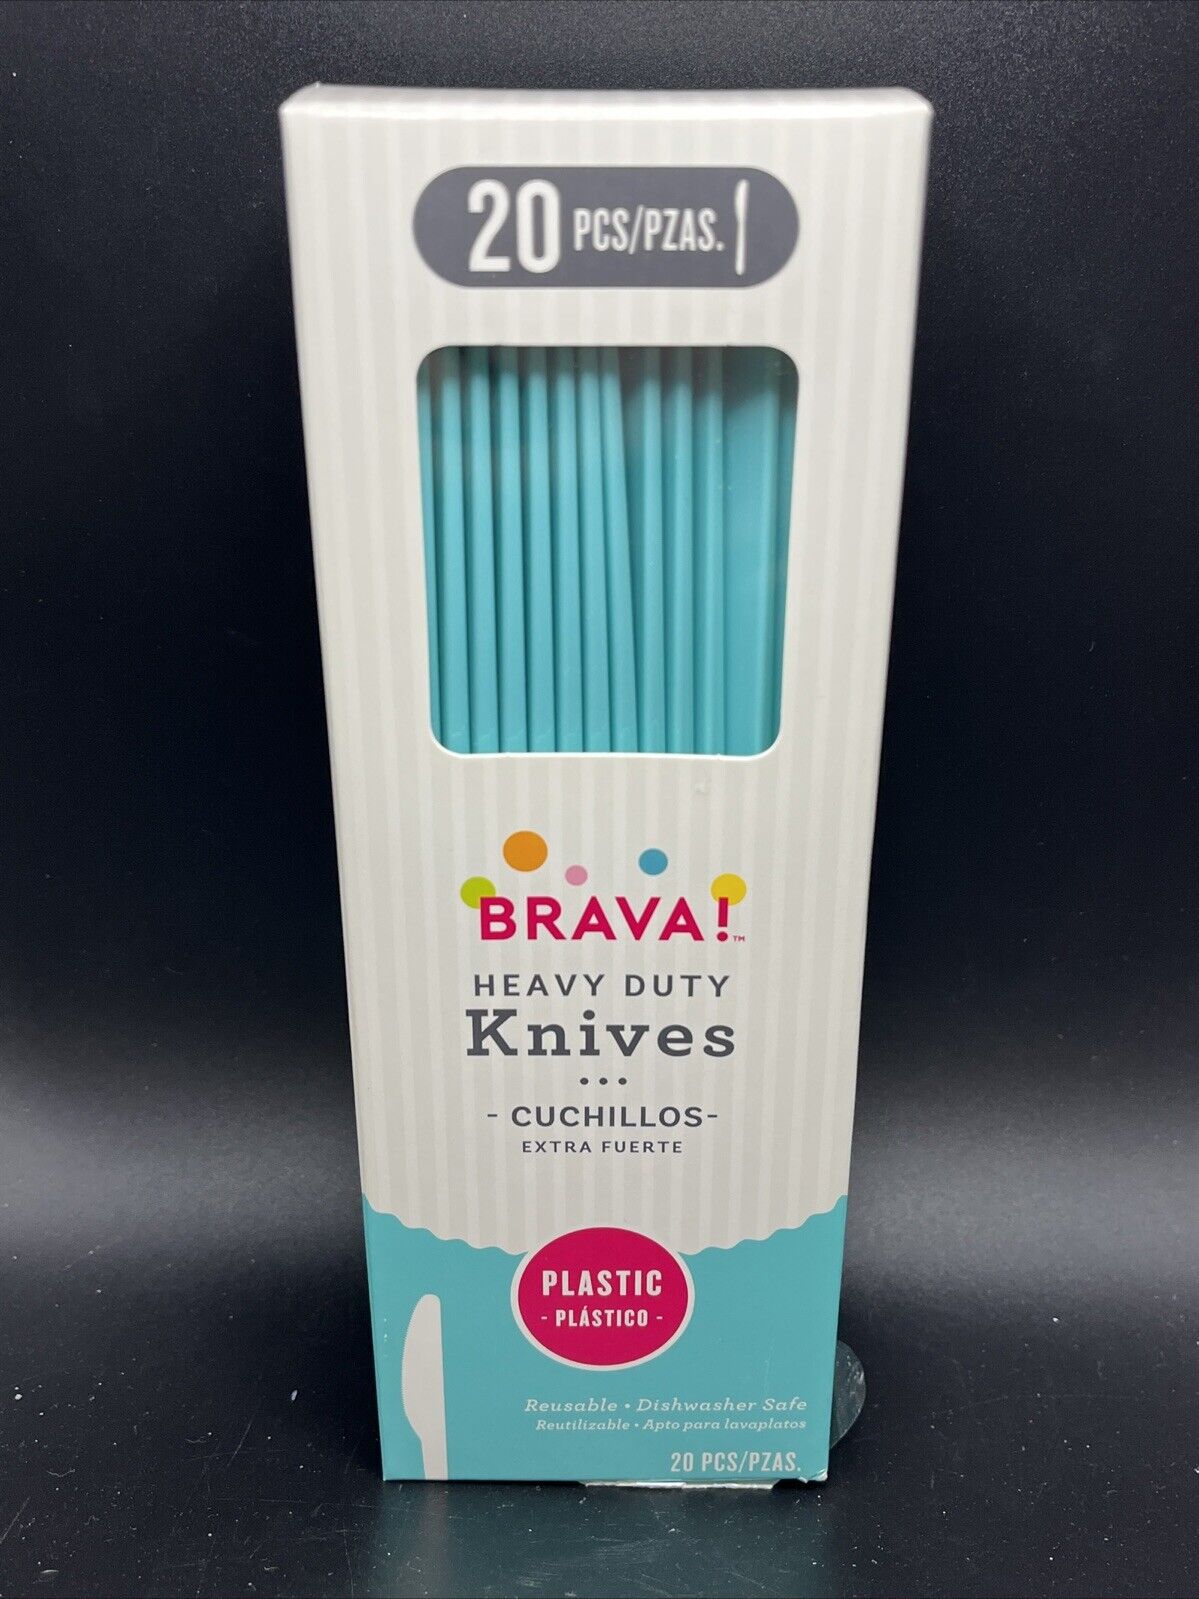 20 PCS/PZAS.
BRAVA!™
HEAVY DUTY
Knives
- CUCHILLOS-
EXTRA FUERTE
PLASTIC
- PLÁSTICO -
Reusable • Dishwasher Safe
Reutilizable • Apto para lavaplatos
20 PCS/PZAS.